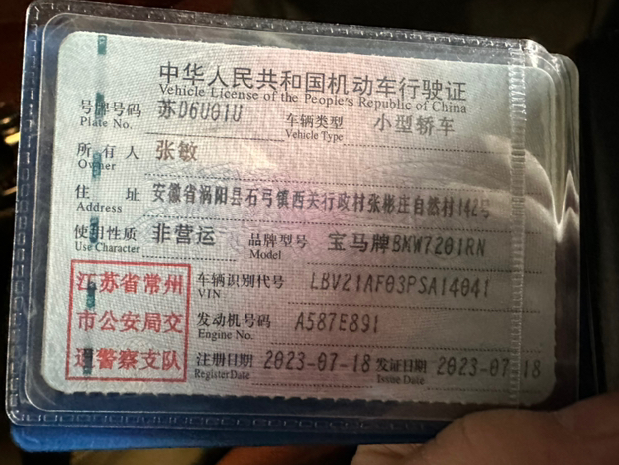 中华人民共和国机动车行驶证
Vehicle License of the People's Republic of China
号牌号码 苏D6U01U 车辆类型 小型轿车
Plate No. Vehicle Type
所有人 张敏
Owner
住址 安徽省涡阳县石弓镇西关行政村张彬庄自然村142号
Address
使用性质 非营运 品牌型号 宝马牌BMW7201RN
Use Character Model
江苏省常州 车辆识别代号 LBV21AF03PSA14041
VIN
市公安局交 发动机号码 A587E891
Engine No.
通警察支队 注册日期 2023-07-18 发证日期 2023-07-18
Register Date Issue Date